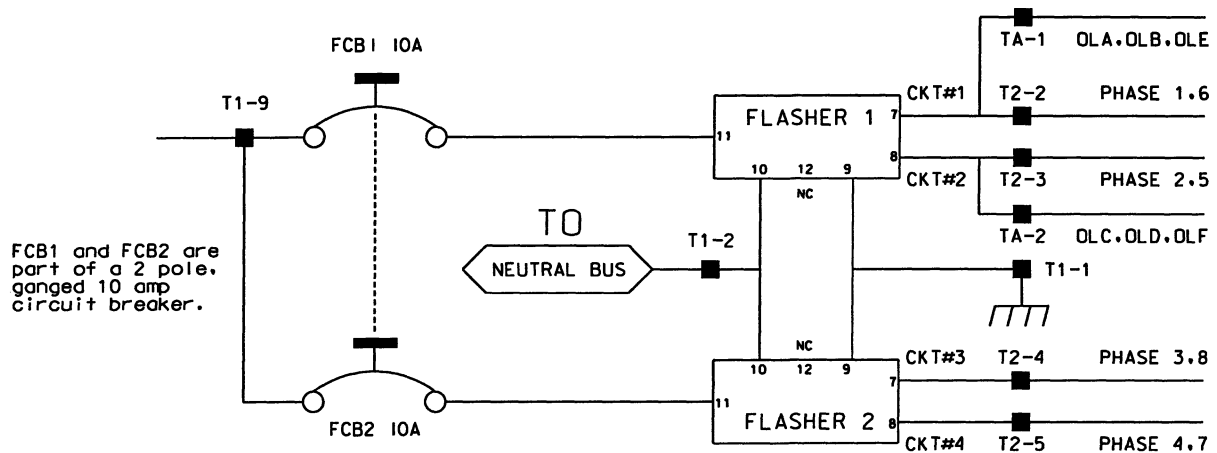 FCB1 10A
T1-9
FCB1 and FCB2 are
part of a 2 pole,
ganged 10 amp
circuit breaker.
FCB2 10A
TO
NEUTRAL BUS
T1-2
11
FLASHER 1
7
8
10 12 9
NC
CKT#1
CKT#2
TA-1 OLA.OLB.OLE
T2-2 PHASE 1.6
T2-3 PHASE 2.5
TA-2 OLC.OLD.OLF
T1-1
NC
10 12 9
11
FLASHER 2
7
8
CKT#3 T2-4 PHASE 3.8
CKT#4 T2-5 PHASE 4.7